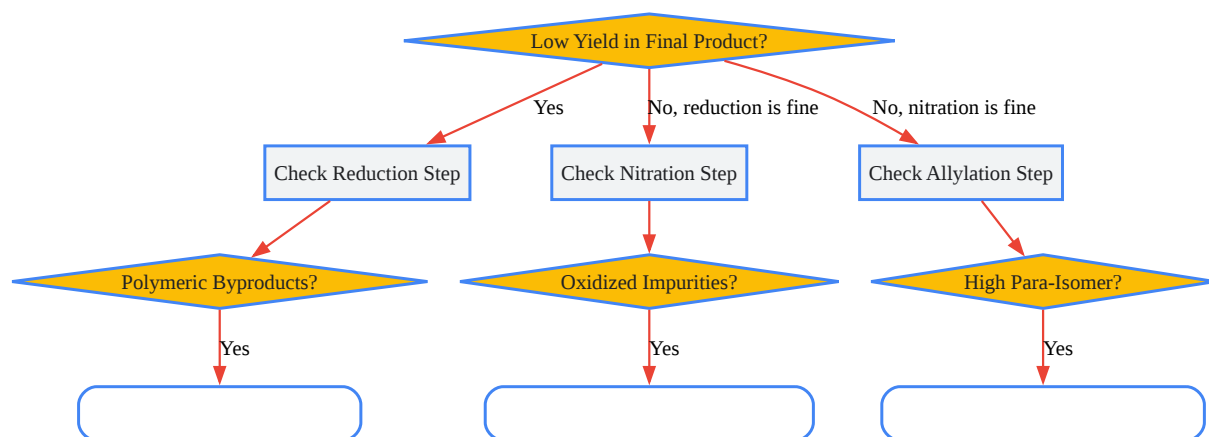 Low Yield in Final Product?
Yes
No, reduction is fine
No, nitration is fine
Check Reduction Step
Check Nitration Step
Check Allylation Step
Polymeric Byproducts?
Oxidized Impurities?
High Para-Isomer?
Yes
Yes
Yes